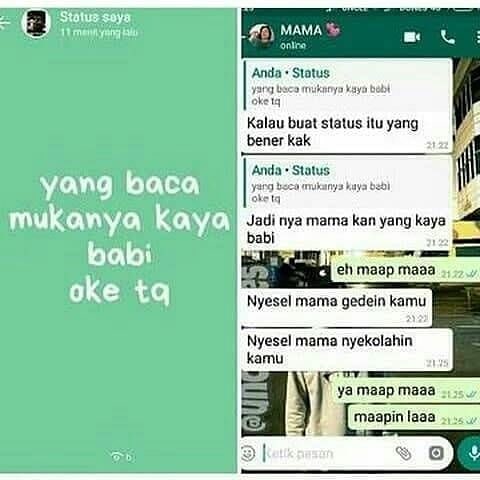 Status saya
11 menit yang lalu
yang baca
mukanya kaya
babi
oke tq
6
MAMA
online
Anda • Status
yang baca mukanya kaya babi
oke tq
Kalau buat status itu yang
bener kak
21.22
Anda • Status
yang baca mukanya kaya babi
oke tq
Jadi nya mama kan yang kaya
babi
21.22
eh maap maaa 21.22
Nyesel mama gedein kamu
21.22
Nyesel mama nyekolahin
kamu
21.25
ya maap maaa 21.25
maapin laaa 21.25
Ketik pesan